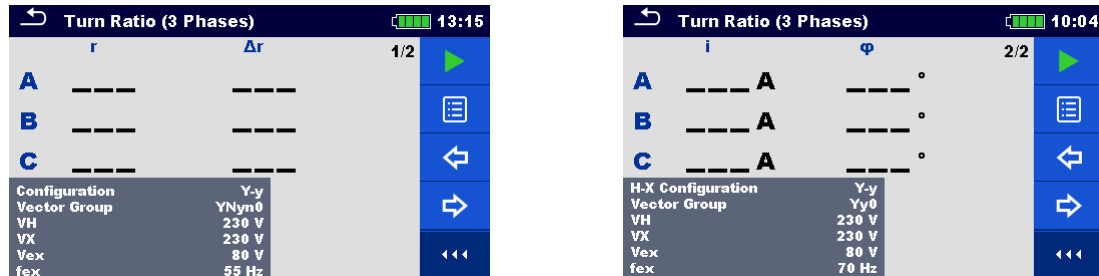 Turn Ratio (3 Phases) 13:15
r Δr 1/2
A ___ ___
B ___ ___
C ___ ___
Configuration Y-y
Vector Group YNyn0
VH 230 V
VX 230 V
Vex 80 V
fex 55 Hz
Turn Ratio (3 Phases) 10:04
i φ 2/2
A ___ A ___ °
B ___ A ___ °
C ___ A ___ °
H-X Configuration Y-y
Vector Group Yy0
VH 230 V
VX 230 V
Vex 80 V
fex 70 Hz